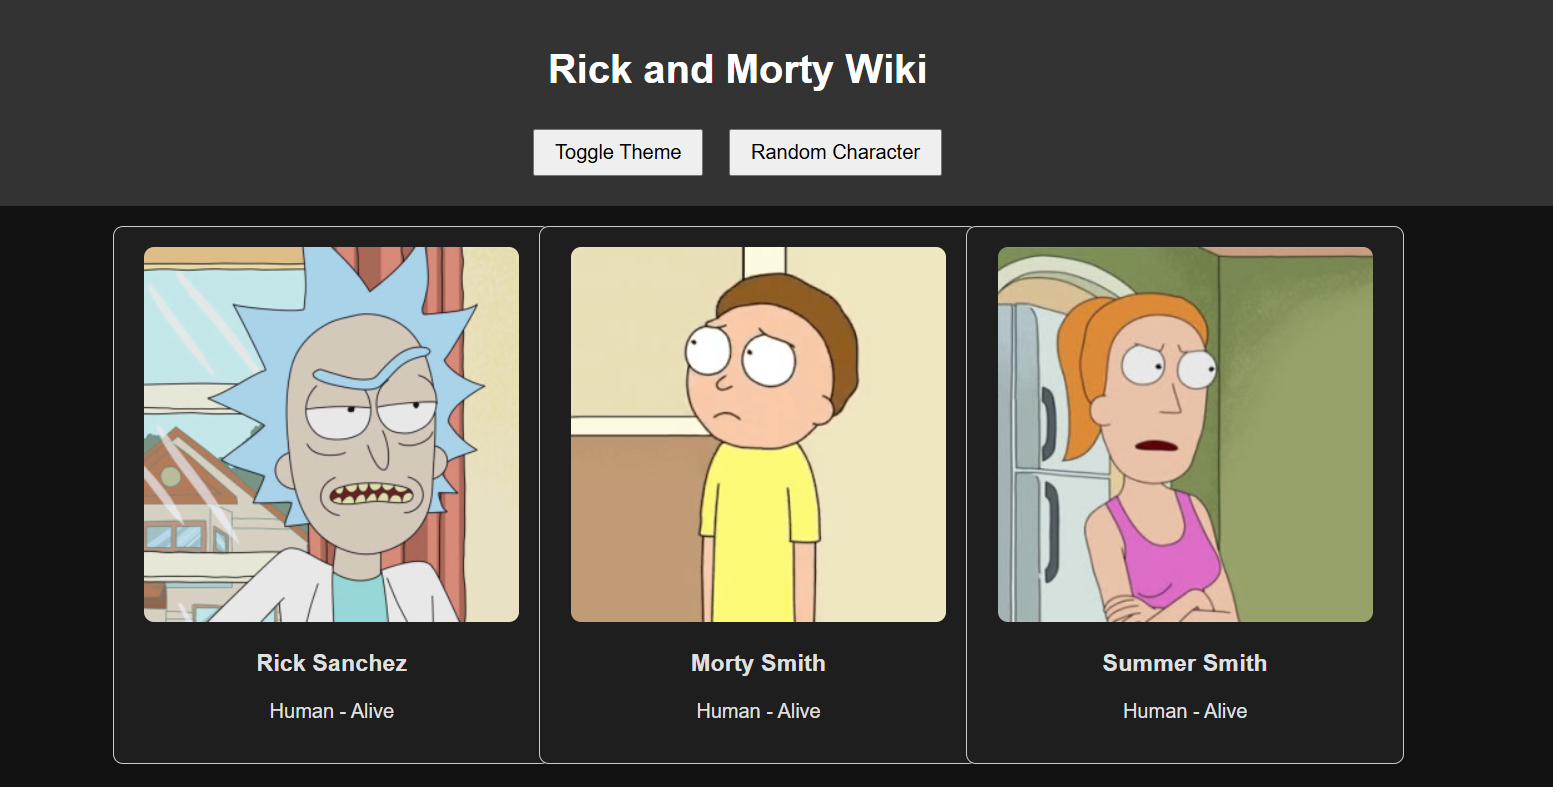 Rick and Morty Wiki
Toggle Theme Random Character
Rick Sanchez Morty Smith Summer Smith
Human - Alive Human - Alive Human - Alive